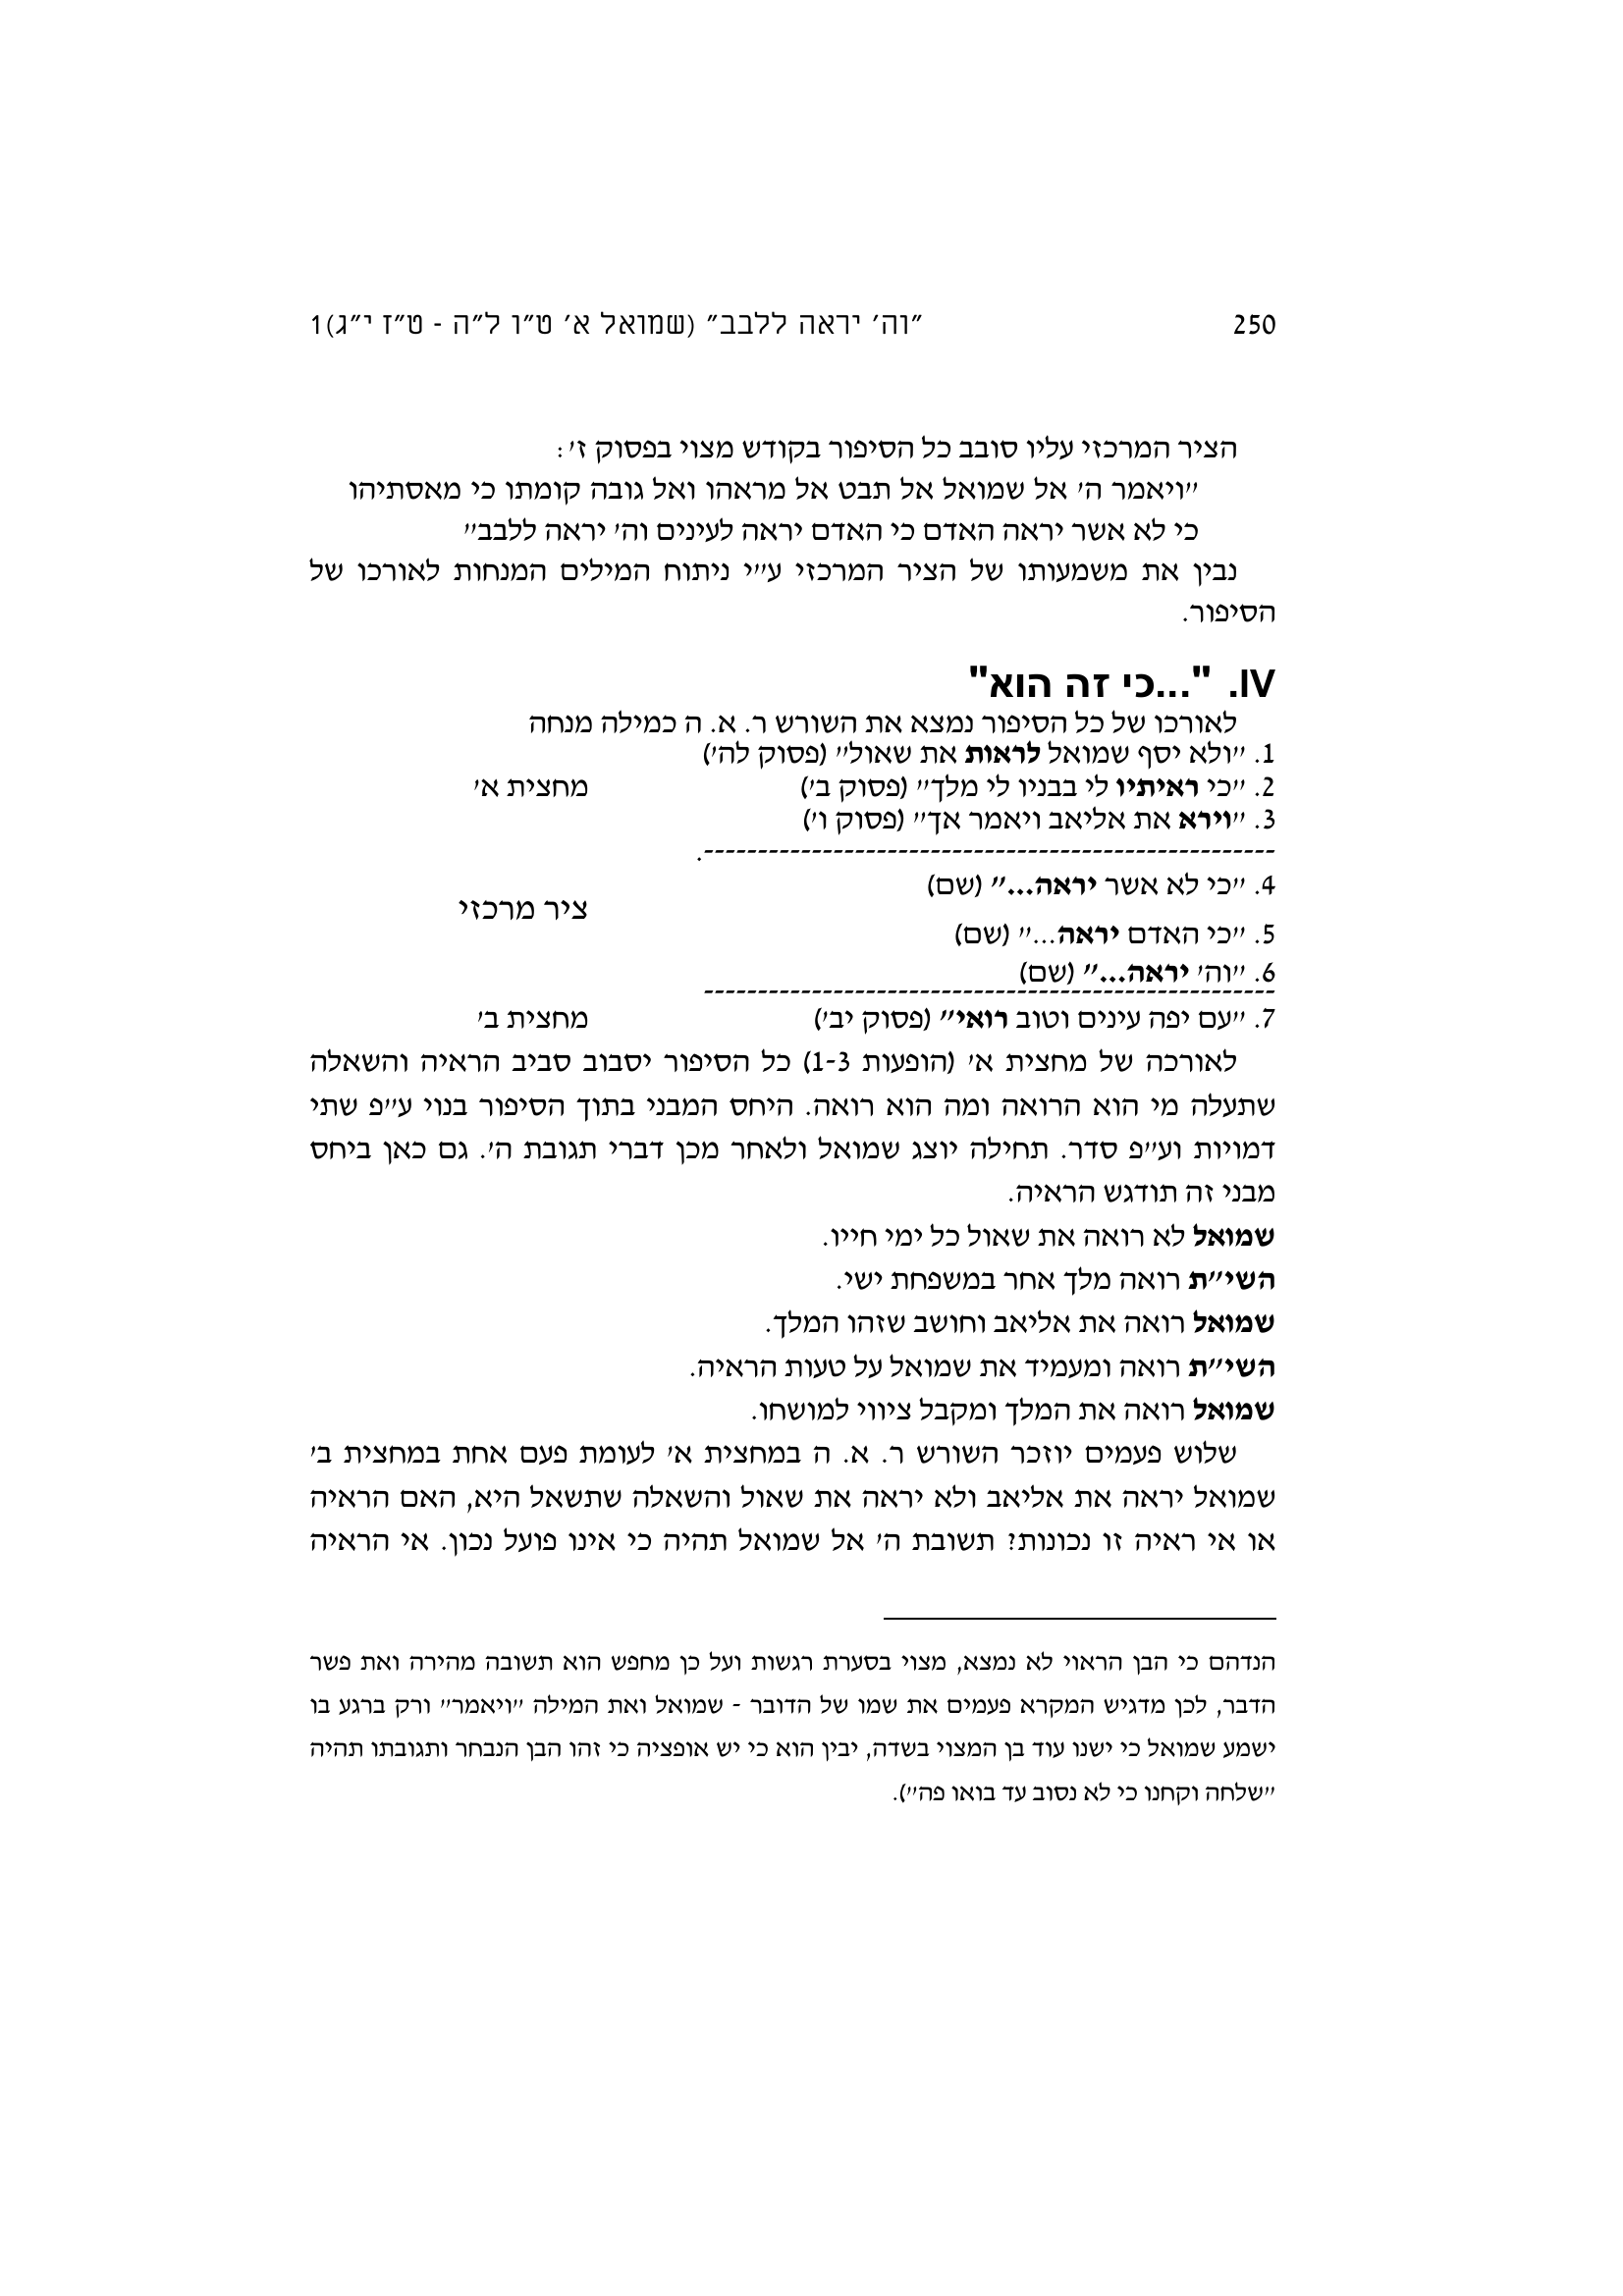 250 "וה' יראה ללבב" (שמואל א' ט"ו ל"ה - ט"ז י"ג)1
הציר המרכזי עליו סובב כל הסיפור בקודש מצוי בפסוק ז':
"ויאמר ה' אל שמואל אל תבט אל מראהו ואל גובה קומתו כי מאסתיהו
כי לא אשר יראה האדם כי האדם יראה לעינים וה' יראה ללבב"
נבין את משמעותו של הציר המרכזי ע"י ניתוח המילים המנחות לאורכו של
הסיפור.
IV. "...כי זה הוא"
לאורכו של כל הסיפור נמצא את השורש ר. א. ה כמילה מנחה
1. "ולא יסף שמואל לראות את שאול" (פסוק לה')
2. "כי ראיתיו לי בבניו לי מלך" (פסוק ב') מחצית א'
3. "וירא את אליאב ויאמר אך" (פסוק ו')
-----------------------------------------------------.
4. "כי לא אשר יראה..." (שם)
ציר מרכזי
5. "כי האדם יראה..." (שם)
6. "וה' יראה..." (שם)
-----------------------------------------------------
7. "עם יפה עינים וטוב רואי" (פסוק יב') מחצית ב'
לאורכה של מחצית א' (הופעות 1-3) כל הסיפור יסבוב סביב הראיה והשאלה
שתעלה מי הוא הרואה ומה הוא רואה. היחס המבני בתוך הסיפור בנוי ע"פ שתי
דמויות וע"פ סדר. תחילה יוצג שמואל ולאחר מכן דברי תגובת ה'. גם כאן ביחס
מבני זה תודגש הראיה.
שמואל לא רואה את שאול כל ימי חייו.
השי"ת רואה מלך אחר במשפחת ישי.
שמואל רואה את אליאב וחושב שזהו המלך.
השי"ת רואה ומעמיד את שמואל על טעות הראיה.
שמואל רואה את המלך ומקבל ציווי למושחו.
שלוש פעמים יוזכר השורש ר. א. ה במחצית א' לעומת פעם אחת במחצית ב'
שמואל יראה את אליאב ולא יראה את שאול והשאלה שתשאל היא, האם הראיה
או אי ראיה זו נכונות? תשובת ה' אל שמואל תהיה כי אינו פועל נכון. אי הראיה
הנדהם כי הבן הראוי לא נמצא, מצוי בסערת רגשות ועל כן מחפש הוא תשובה מהירה ואת פשר
הדבר, לכן מדגיש המקרא פעמים את שמו של הדובר - שמואל ואת המילה "ויאמר" ורק ברגע בו
ישמע שמואל כי ישנו עוד בן המצוי בשדה, יבין הוא כי יש אופציה כי זהו הבן הנבחר ותגובתו תהיה
"שלחה וקחנו כי לא נסוב עד בואו פה").